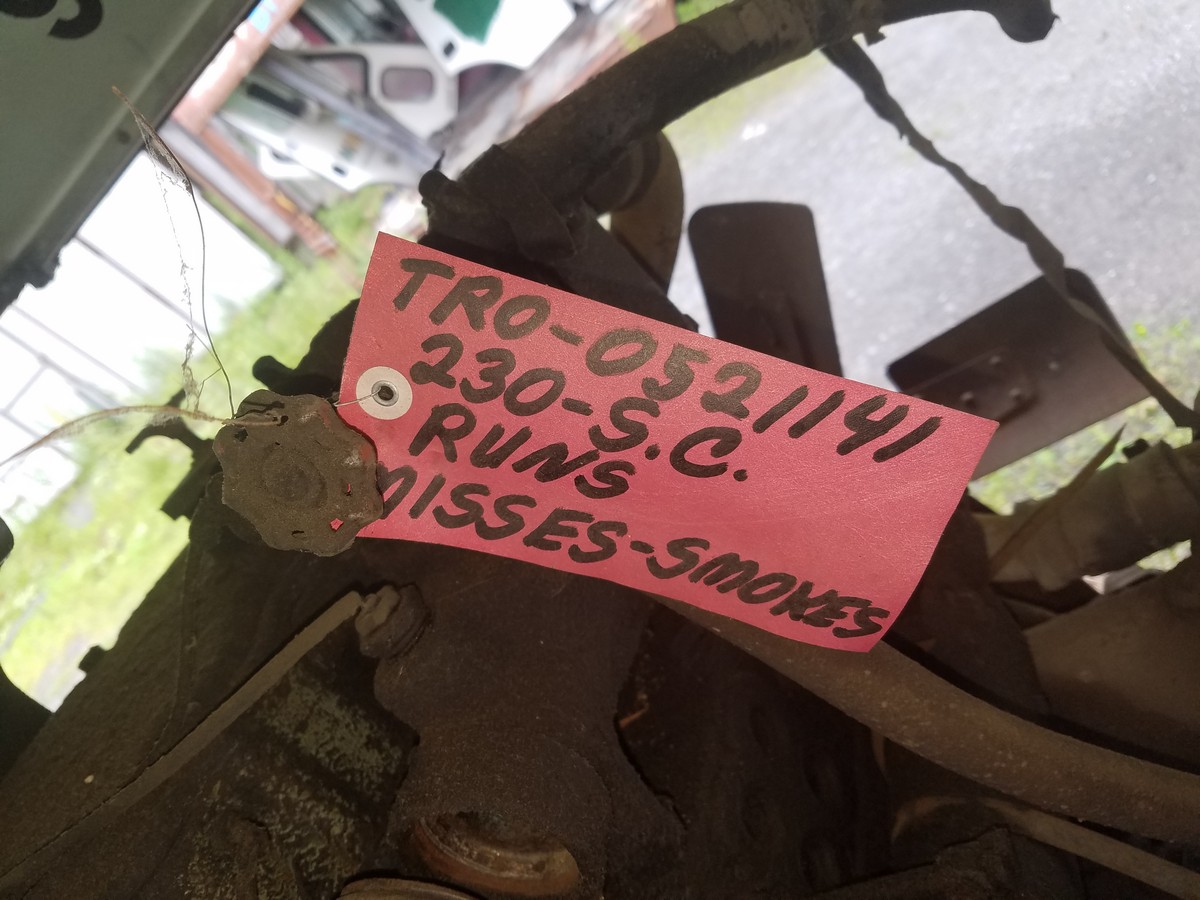 TRO-0521141
230-S.C.
RUNS
MISSES-SMOKES